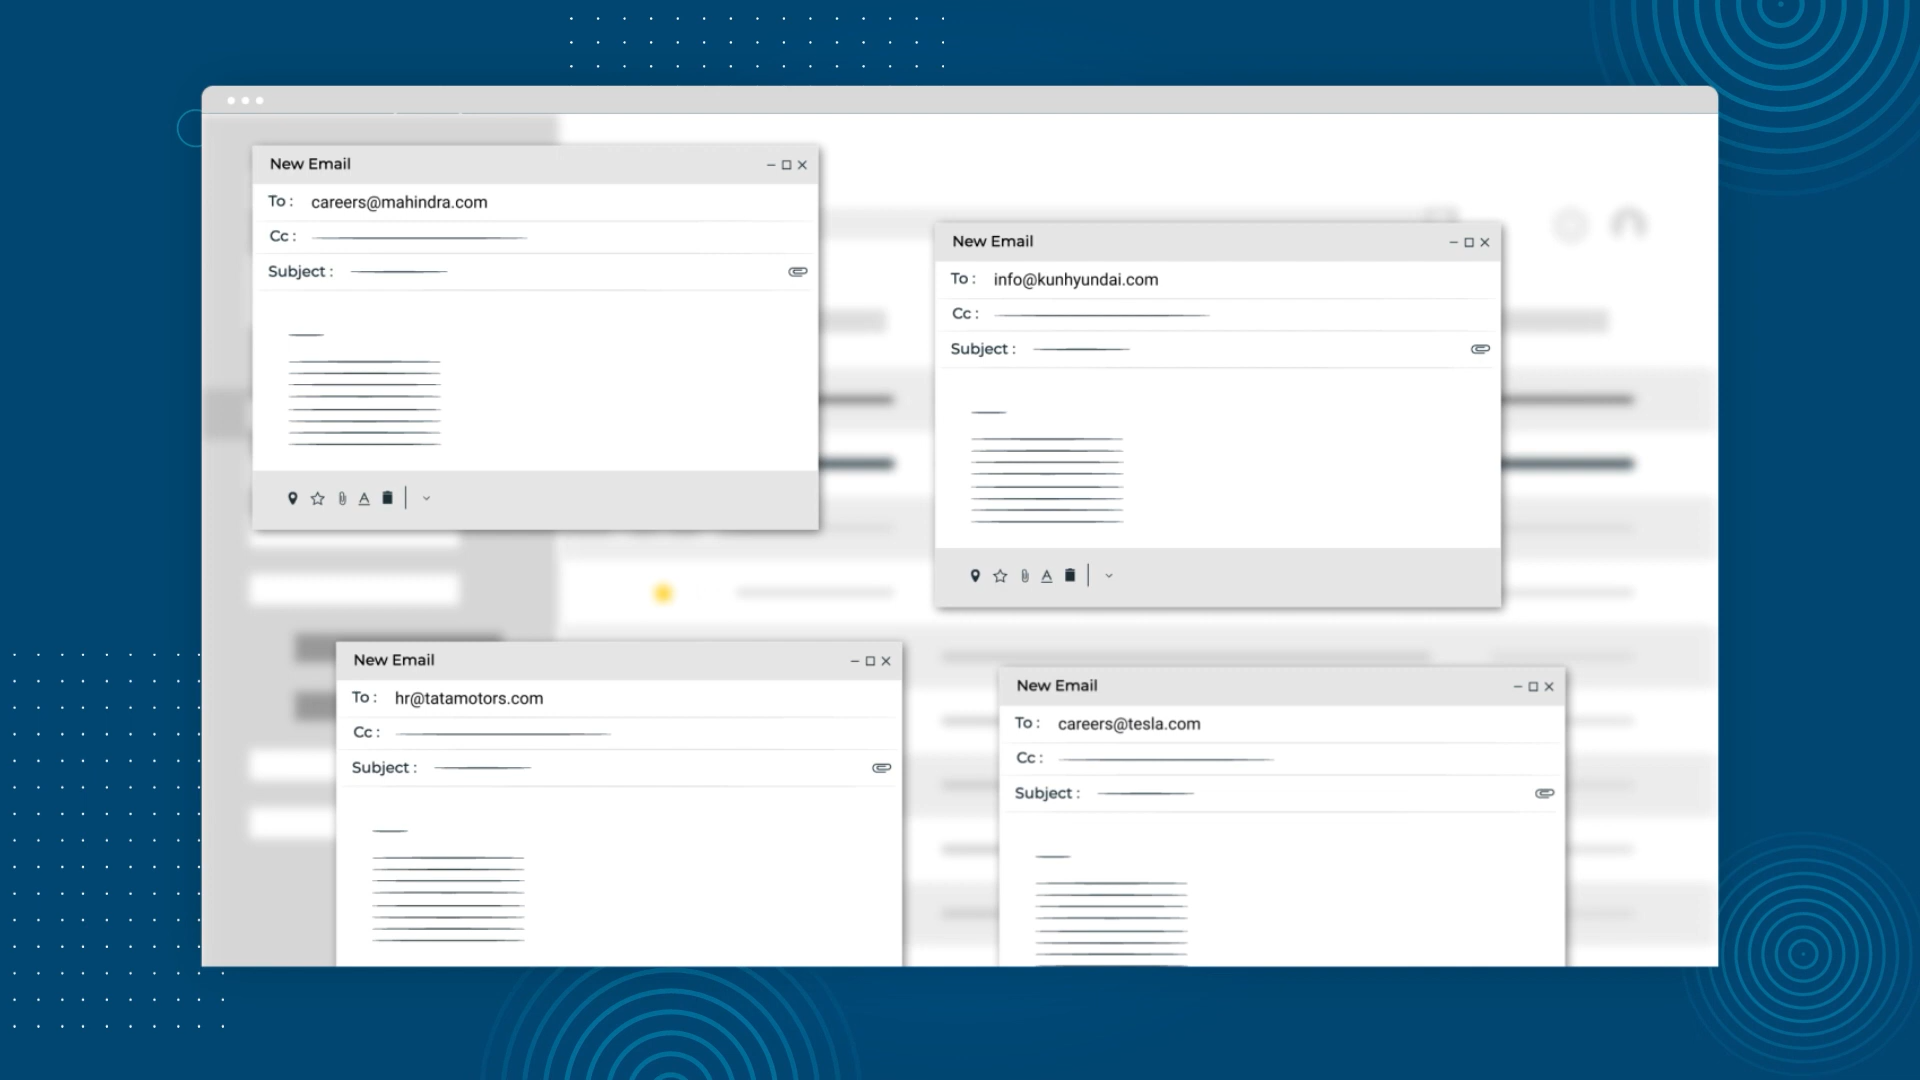 New Email
To : careers@mahindra.com
Cc :
Subject :
New Email
To : info@kunhyundai.com
Cc :
Subject :
New Email
To : hr@tatamotors.com
Cc :
Subject :
New Email
To : careers@tesla.com
Cc :
Subject :